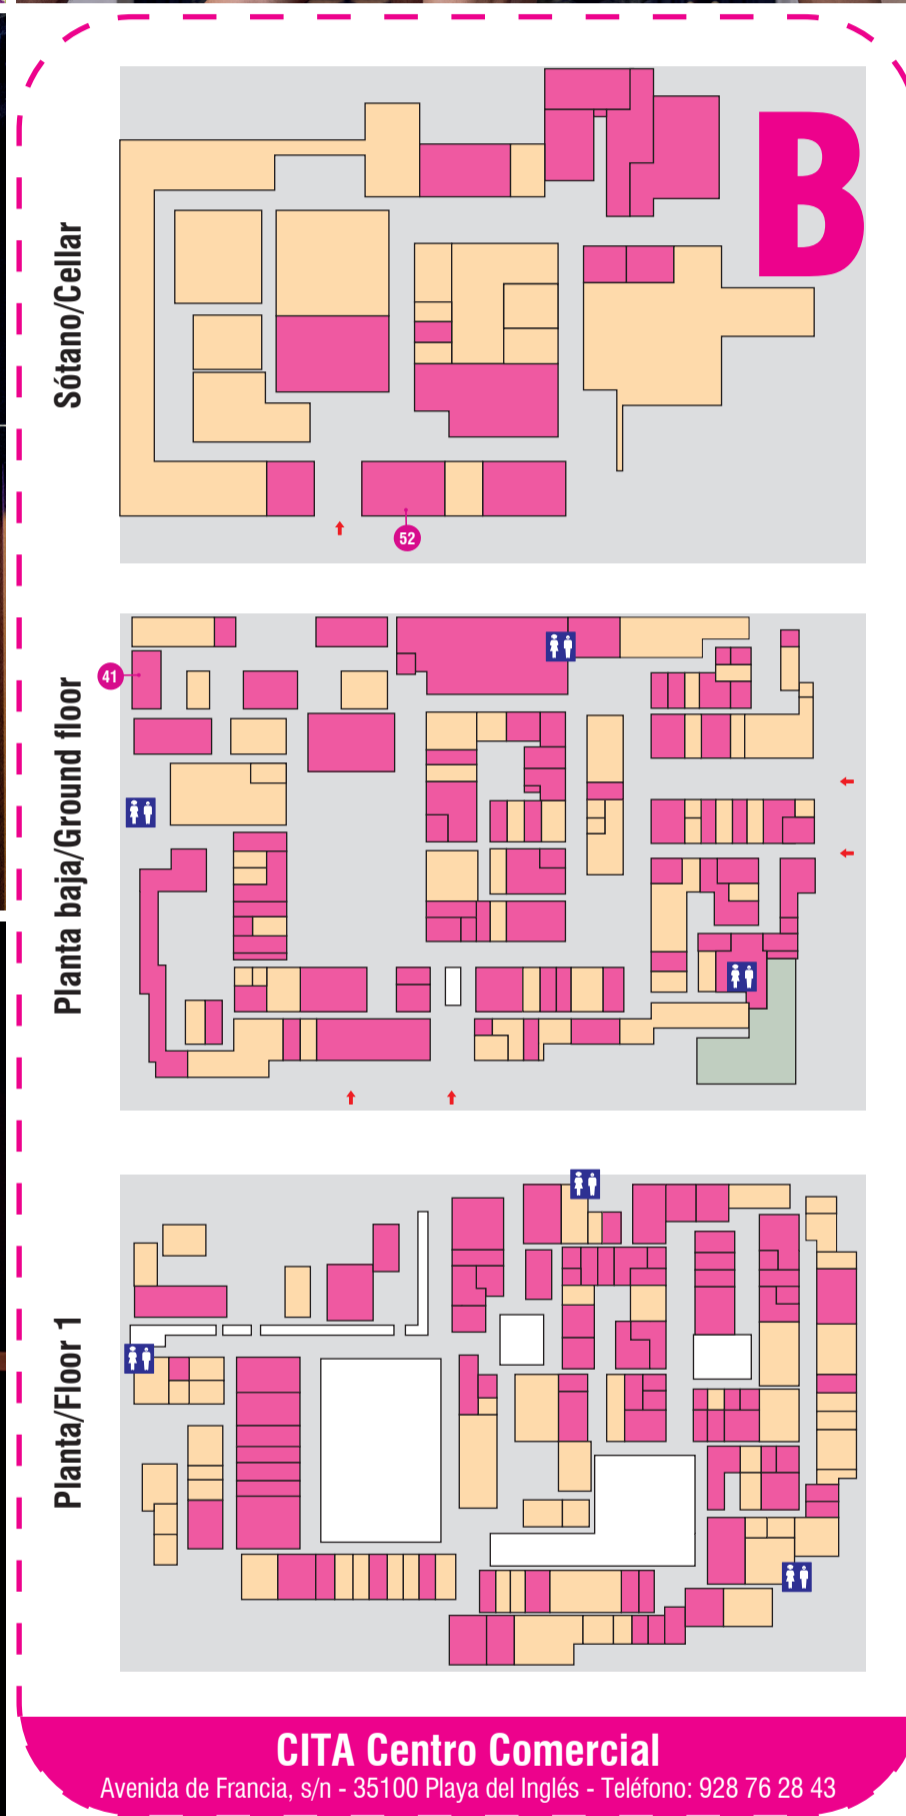 B
Sótano/Cellar
52
Planta baja/Ground floor
41
Planta/Floor 1
CITA Centro Comercial
Avenida de Francia, s/n - 35100 Playa del Inglés - Teléfono: 928 76 28 43